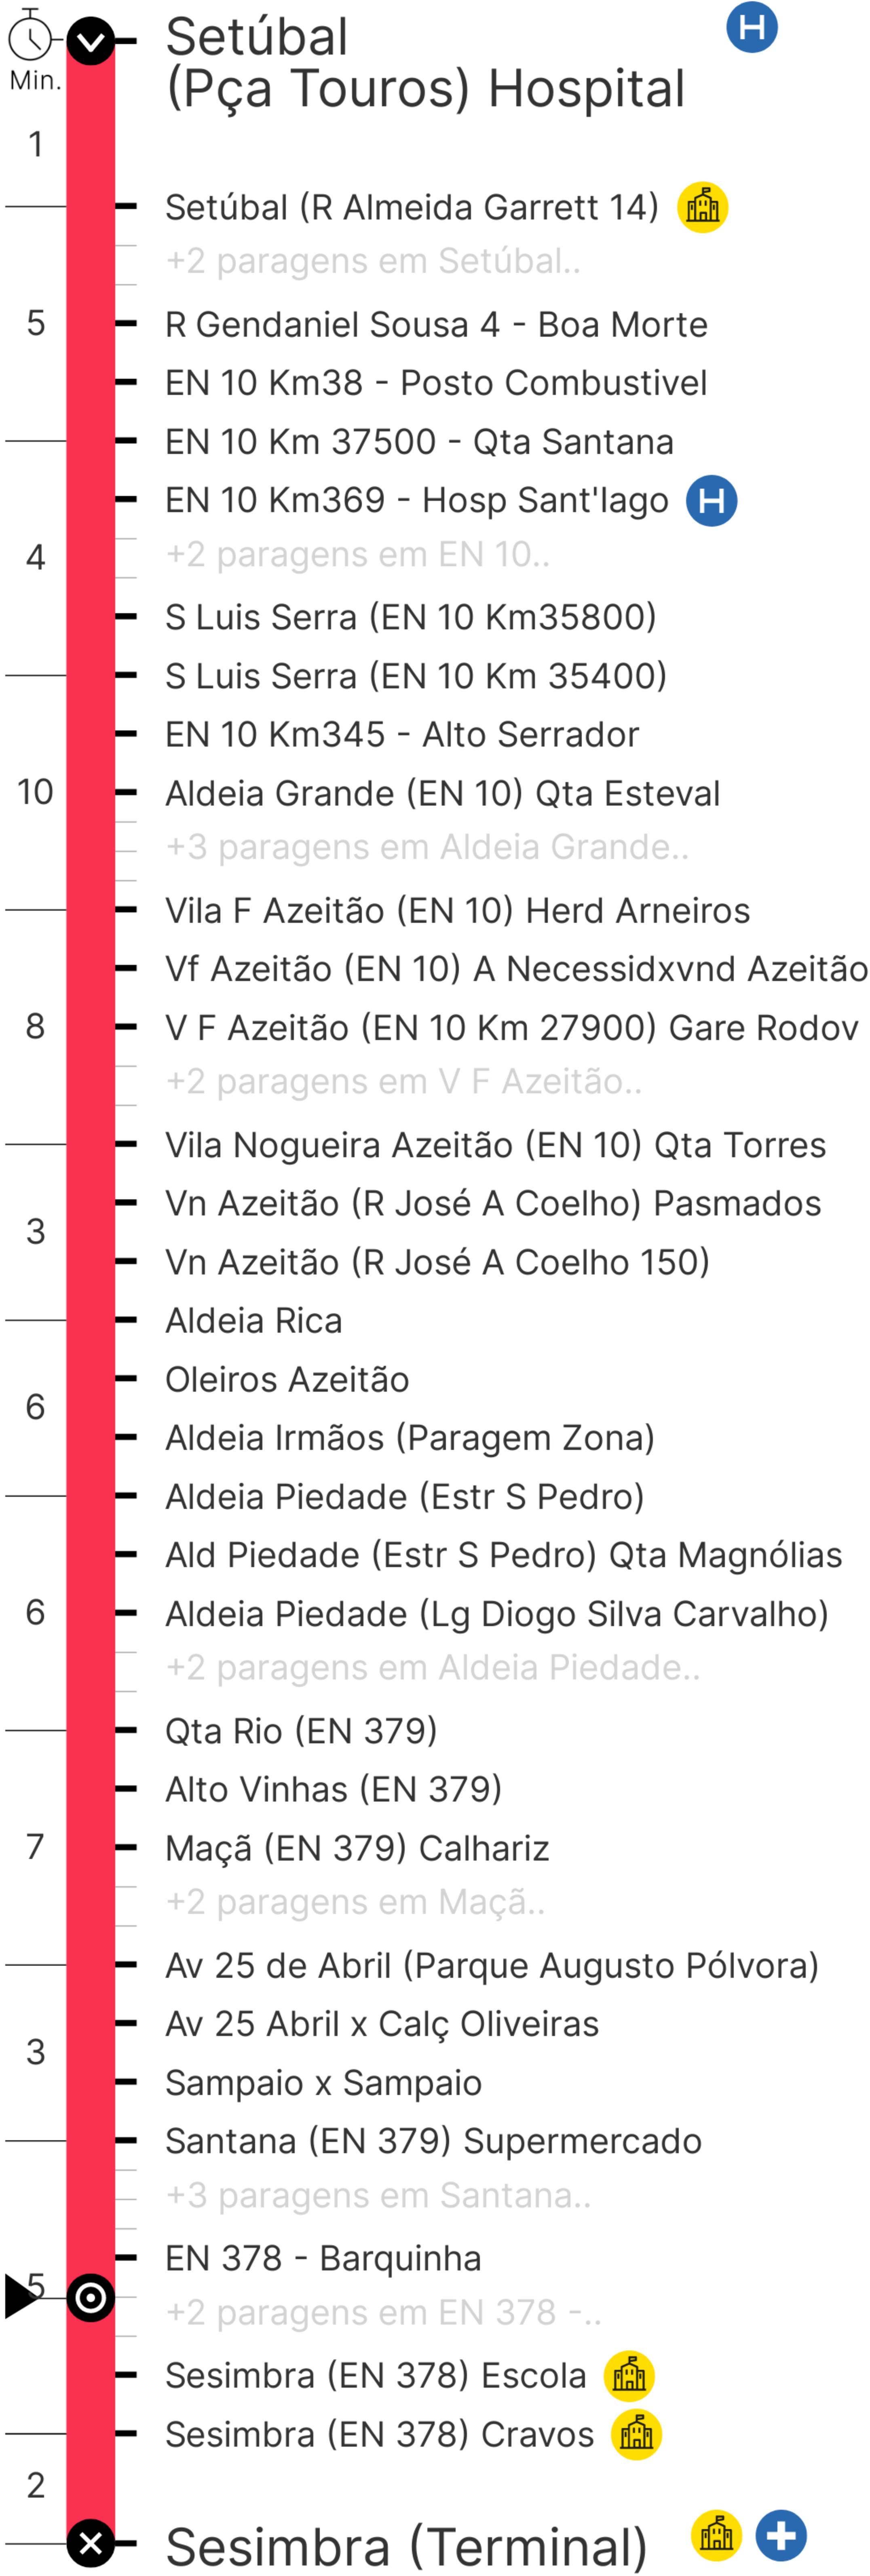 Setúbal
(Pça Touros) Hospital
H
Min.
1
Setúbal (R Almeida Garrett 14)
+2 paragens em Setúbal..
5
R Gendaniel Sousa 4 - Boa Morte
EN 10 Km38 - Posto Combustivel
EN 10 Km 37500 - Qta Santana
EN 10 Km369 - Hosp Sant'Iago
H
+2 paragens em EN 10..
4
S Luis Serra (EN 10 Km35800)
S Luis Serra (EN 10 Km 35400)
EN 10 Km345 - Alto Serrador
10
Aldeia Grande (EN 10) Qta Esteval
+3 paragens em Aldeia Grande..
Vila F Azeitão (EN 10) Herd Arneiros
Vf Azeitão (EN 10) A Necessidxvnd Azeitão
8
V F Azeitão (EN 10 Km 27900) Gare Rodov
+2 paragens em V F Azeitão..
Vila Nogueira Azeitão (EN 10) Qta Torres
Vn Azeitão (R José A Coelho) Pasmados
3
Vn Azeitão (R José A Coelho 150)
Aldeia Rica
Oleiros Azeitão
6
Aldeia Irmãos (Paragem Zona)
Aldeia Piedade (Estr S Pedro)
Ald Piedade (Estr S Pedro) Qta Magnólias
6
Aldeia Piedade (Lg Diogo Silva Carvalho)
+2 paragens em Aldeia Piedade..
Qta Rio (EN 379)
Alto Vinhas (EN 379)
7
Maçã (EN 379) Calhariz
+2 paragens em Maçã..
Av 25 de Abril (Parque Augusto Pólvora)
Av 25 Abril x Calç Oliveiras
3
Sampaio x Sampaio
Santana (EN 379) Supermercado
+3 paragens em Santana..
EN 378 - Barquinha
5
+2 paragens em EN 378 -..
Sesimbra (EN 378) Escola
Sesimbra (EN 378) Cravos
2
Sesimbra (Terminal)